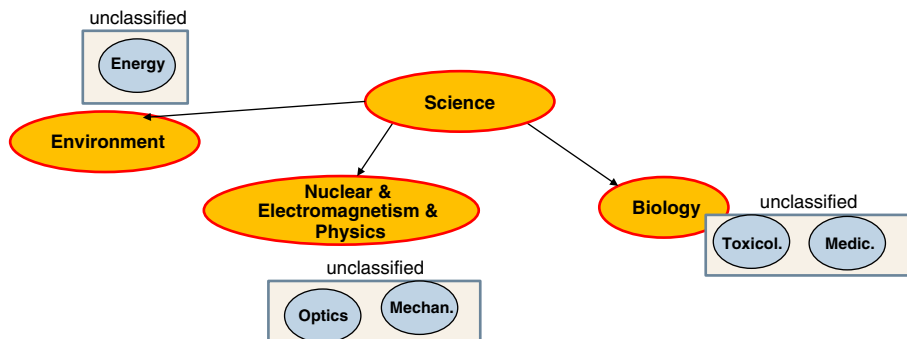 unclassified
Energy
Science
Environment
Nuclear &
Electromagnetism &
Physics
Biology
unclassified
Toxicol.
Medic.
unclassified
Optics
Mechan.